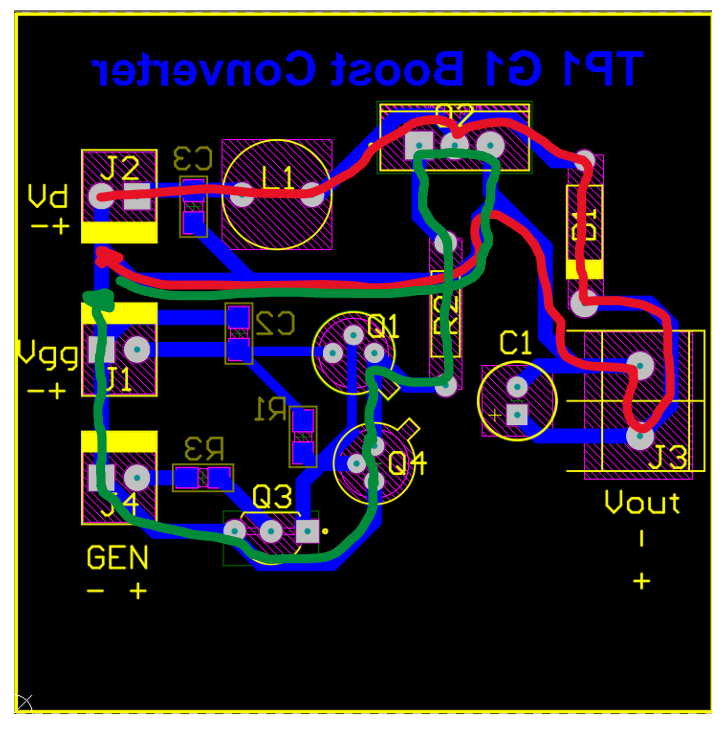 TP1 G1 Boost Converter
Q2
J2
C3
L1
Vd
- +
D1
R2
C2
Q1
C1
Vgg
- +
J1
R1
R3
Q4
J3
Q3
J4
Vout
-
+
GEN
- +
+